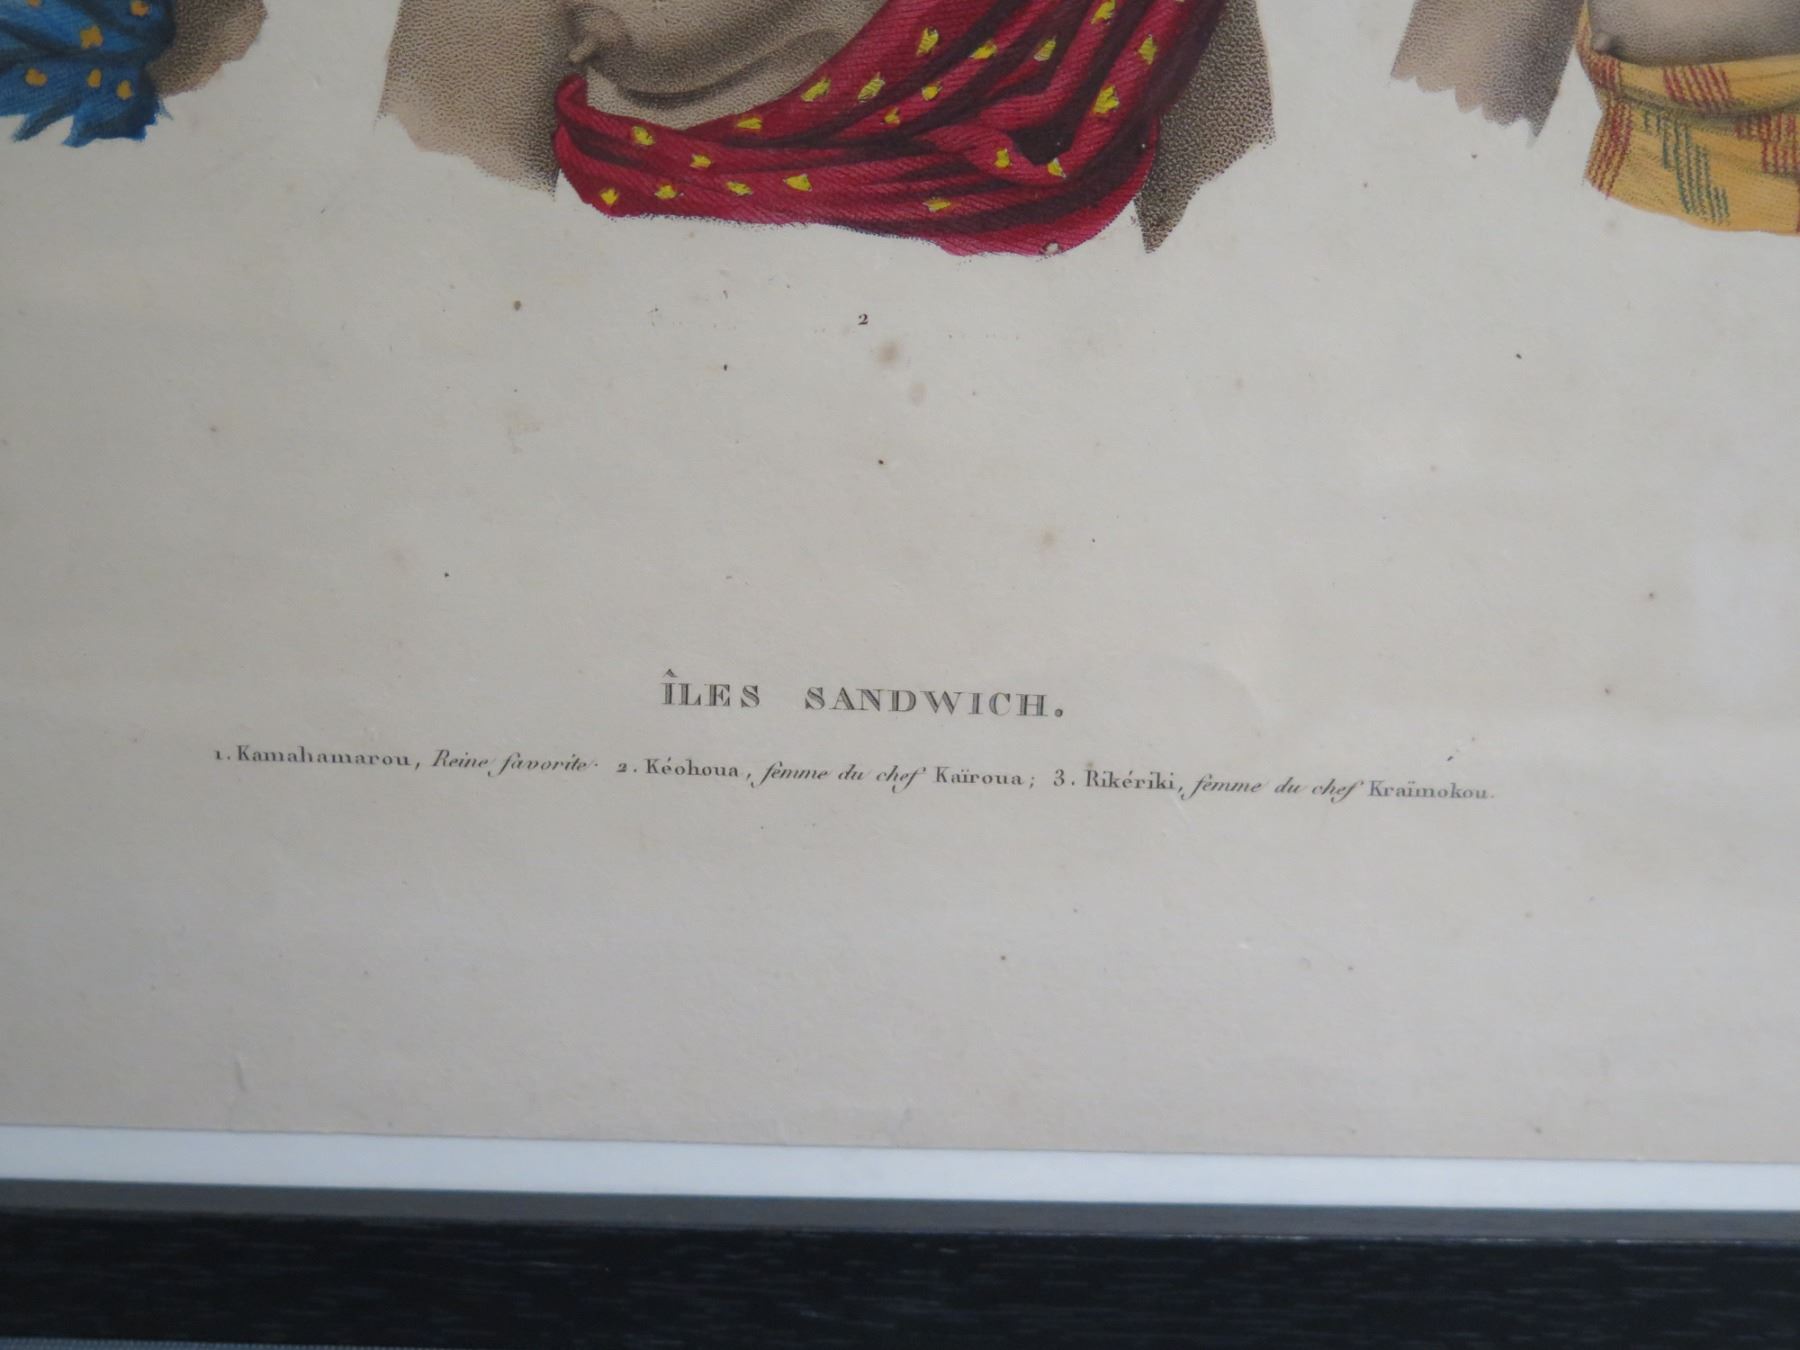 2
ÎLES SANDWICH.
1. Kamahamarou, Reine favorite. 2. Kéohoua, femme du chef Kaïroua; 3. Rikériki, femme du chef Kraïmokou.